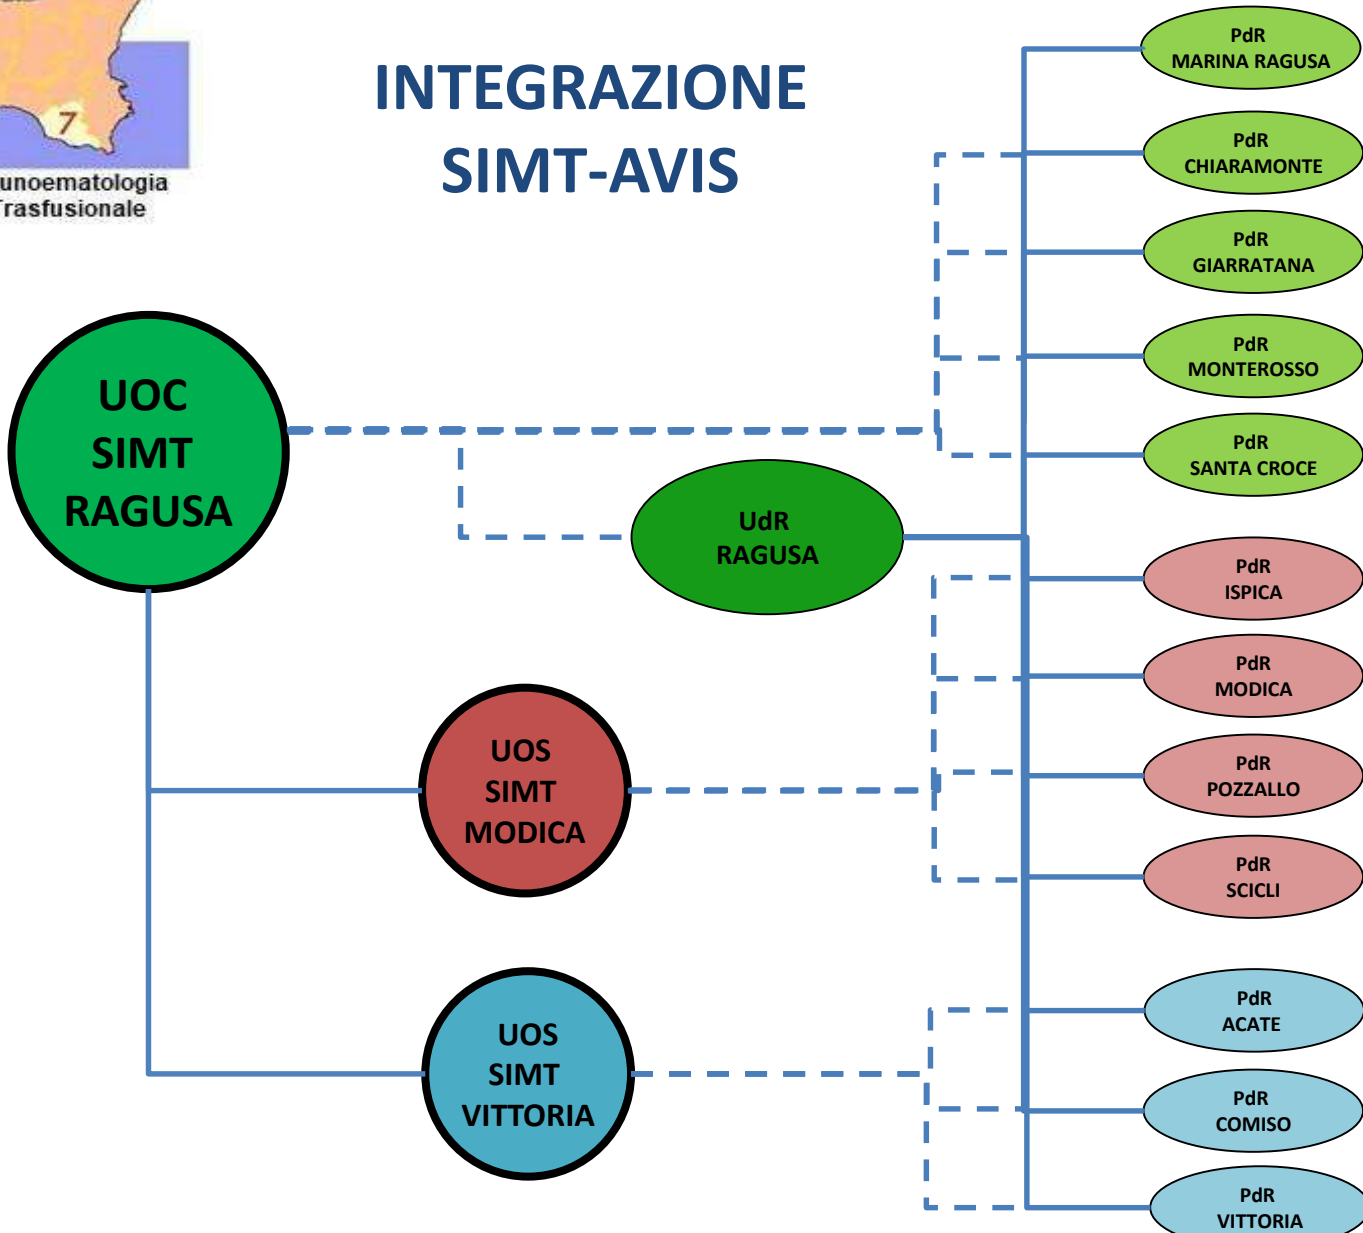 7
Trasfusionale
INTEGRAZIONE
SIMT-AVIS
UOC
SIMT
RAGUSA
UdR
RAGUSA
UOS
SIMT
MODICA
UOS
SIMT
VITTORIA
PdR
MARINA RAGUSA
PdR
CHIARAMONTE
PdR
GIARRATANA
PdR
MONTEROSSO
PdR
SANTA CROCE
PdR
ISPICA
PdR
MODICA
PdR
POZZALLO
PdR
SCICLI
PdR
ACATE
PdR
COMISO
PdR
VITTORIA